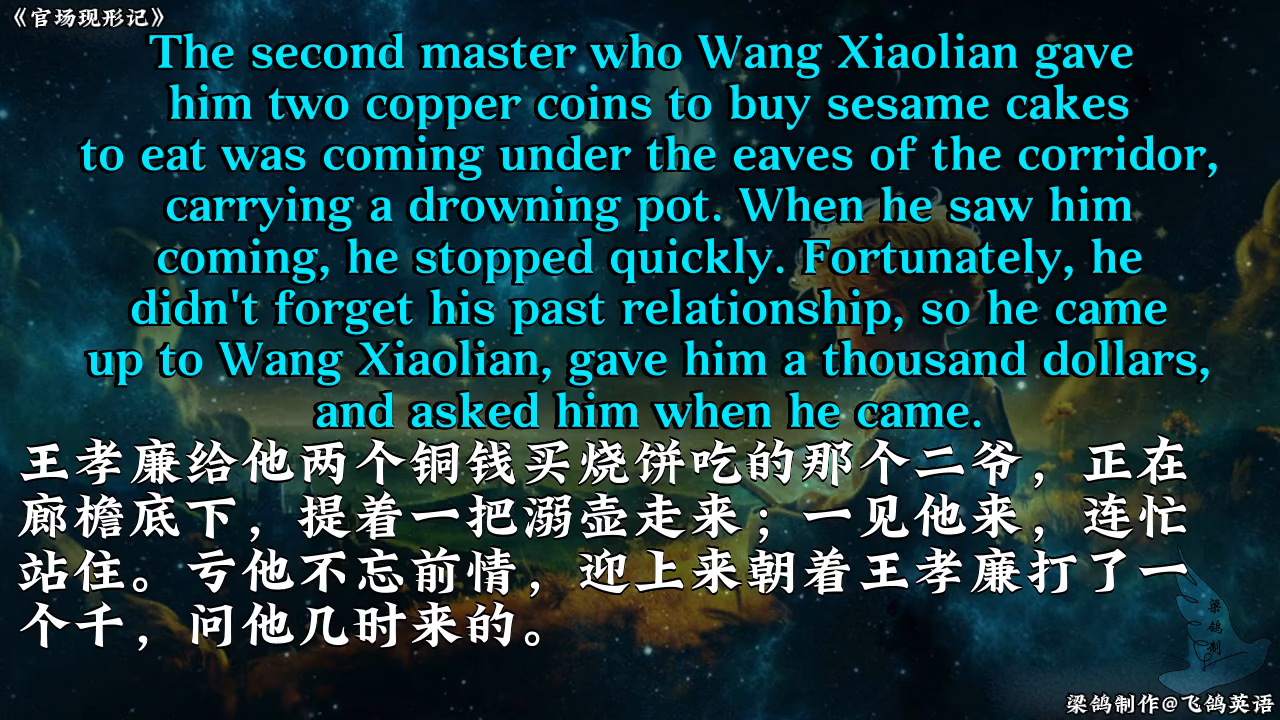 《官场现形记》
The second master who Wang Xiaolian gave
him two copper coins to buy sesame cakes
to eat was coming under the eaves of the corridor,
carrying a drowning pot. When he saw him
coming, he stopped quickly. Fortunately, he
didn't forget his past relationship, so he came
up to Wang Xiaolian, gave him a thousand dollars,
and asked him when he came.
王孝廉给他两个铜钱买烧饼吃的那个二爷，正在
廊檐底下，提着一把溺壶走来；一见他来，连忙
站住。亏他不忘前情，迎上来朝着王孝廉打了一
个千，问他几时来的。
梁鸽制
梁鸽制作@飞鸽英语